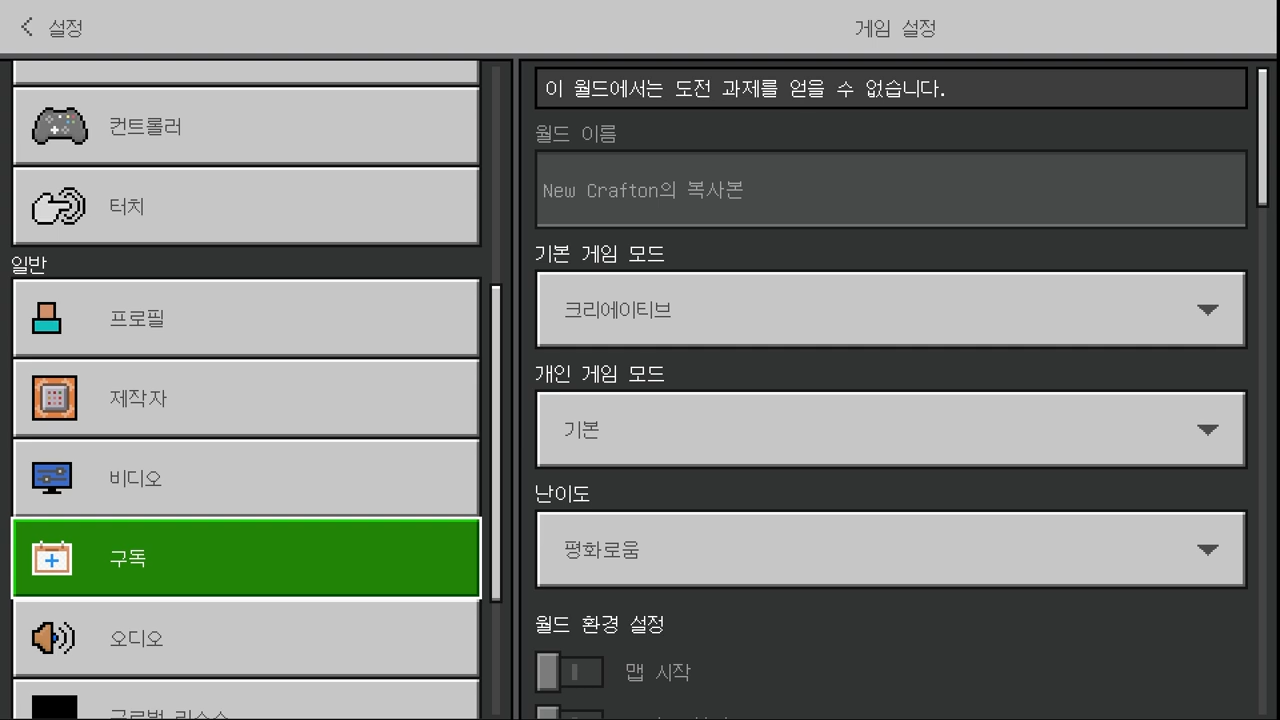 설정
게임 설정
컨트롤러
터치
일반
프로필
제작자
비디오
구독
오디오
이 월드에서는 도전 과제를 얻을 수 없습니다.
월드 이름
New Crafton의 복사본
기본 게임 모드
크리에이티브
개인 게임 모드
기본
난이도
평화로움
월드 환경 설정
맵 시작